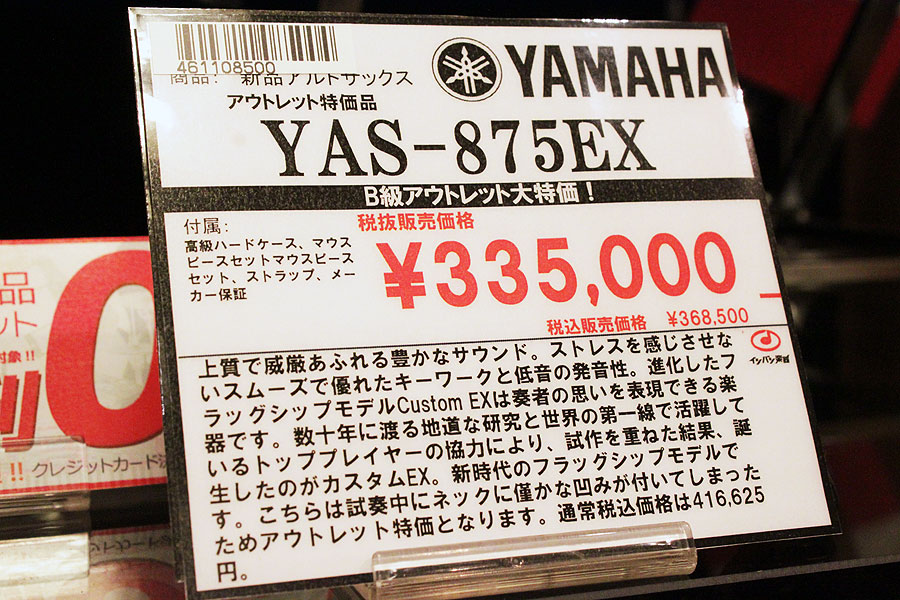 461108500
商品： 新品アルトサックス
YAMAHA
アウトレット特価品
YAS-875EX
B級アウトレット大特価！
付属：
高級ハードケース、マウス
ピースセットマウスピース
セット、ストラップ、メー
カー保証
税抜販売価格
¥335,000
税込販売価格 ¥368,500
イシバシ楽器
上質で威厳あふれる豊かなサウンド。ストレスを感じさせな
いスムーズで優れたキーワークと低音の発音性。進化したフ
ラッグシップモデルCustom EXは奏者の思いを表現できる楽
器です。数十年に渡る地道な研究と世界の第一線で活躍して
いるトッププレイヤーの協力により、試作を重ねた結果、誕
生したのがカスタムEX。新時代のフラッグシップモデルで
す。こちらは試奏中にネックに僅かな凹みが付いてしまった
ためアウトレット特価となります。通常税込価格は416,625
円。
品
ット
対象!!
リ0
!! クレジットカード決